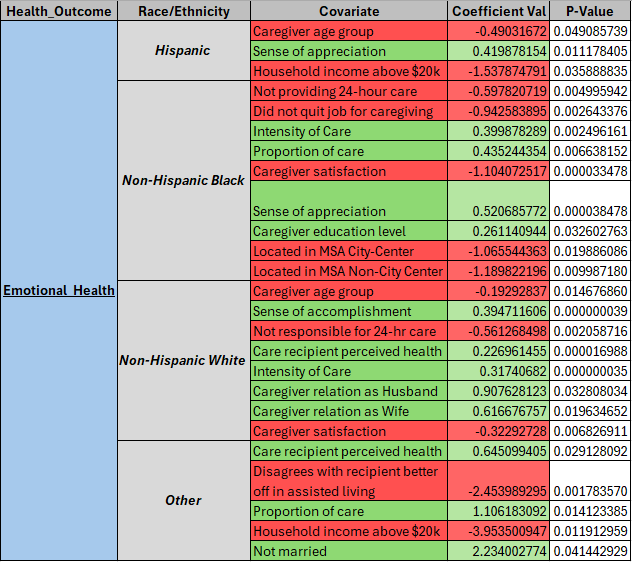 Health_Outcome Race/Ethnicity Covariate Coefficient Val P-Value
Hispanic
Caregiver age group -0.49031672 0.049085739
Sense of appreciation 0.419878154 0.011178405
Household income above $20k -1.537874791 0.035888835
Non-Hispanic Black
Not providing 24-hour care -0.597820719 0.004995942
Did not quit job for caregiving -0.942583895 0.002643376
Intensity of Care 0.399878289 0.002496161
Proportion of care 0.435244354 0.006638152
Caregiver satisfaction -1.104072517 0.000033478
Sense of appreciation 0.520685772 0.000038478
Caregiver education level 0.261140944 0.032602763
Located in MSA City-Center -1.065544363 0.019886086
Located in MSA Non-City Center -1.189822196 0.009987180
Emotional_Health
Non-Hispanic White
Caregiver age group -0.19292837 0.014676860
Sense of accomplishment 0.394711606 0.000000039
Not responsible for 24-hr care -0.561268498 0.002058716
Care recipient perceived health 0.226961455 0.000016988
Intensity of Care 0.31740682 0.000000035
Caregiver relation as Husband 0.907628123 0.032808034
Caregiver relation as Wife 0.616676757 0.019634652
Caregiver satisfaction -0.32292728 0.006826911
Other
Care recipient perceived health 0.645099405 0.029128092
Disagrees with recipient better
off in assisted living -2.453989295 0.001783570
Proportion of care 1.106183092 0.014123385
Household income above $20k -3.953500947 0.011912959
Not married 2.234002774 0.041442929